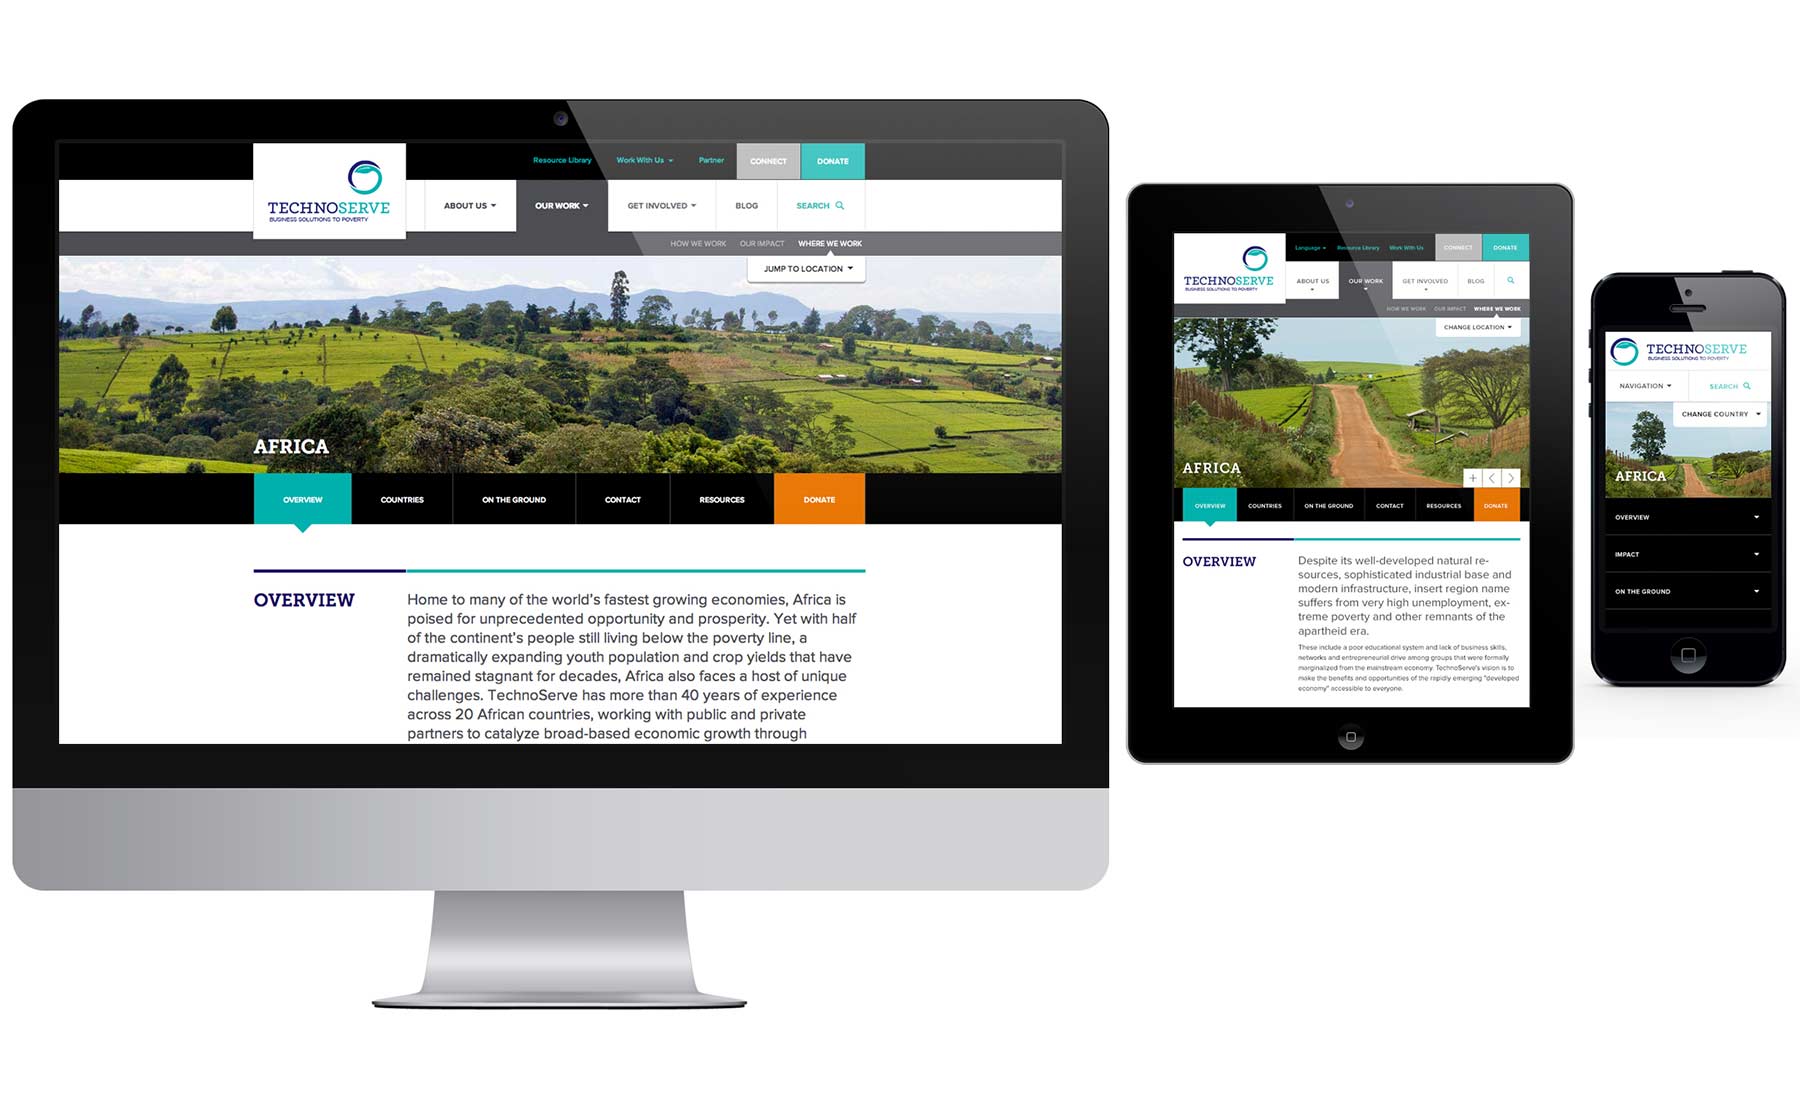 Resource Library Work With Us Partner CONNECT DONATE
TECHNOSERVE
BUSINESS SOLUTIONS TO POVERTY
ABOUT US OUR WORK GET INVOLVED BLOG SEARCH
HOW WE WORK OUR IMPACT WHERE WE WORK
JUMP TO LOCATION
AFRICA
OVERVIEW COUNTRIES ON THE GROUND CONTACT RESOURCES DONATE
OVERVIEW
Home to many of the world's fastest growing economies, Africa is
poised for unprecedented opportunity and prosperity. Yet with half
of the continent's people still living below the poverty line, a
dramatically expanding youth population and crop yields that have
remained stagnant for decades, Africa also faces a host of unique
challenges. TechnoServe has more than 40 years of experience
across 20 African countries, working with public and private
partners to catalyze broad-based economic growth through
Language Resource Library Work With Us CONNECT DONATE
TECHNOSERVE
BUSINESS SOLUTIONS TO POVERTY
ABOUT US OUR WORK GET INVOLVED BLOG
HOW WE WORK OUR IMPACT WHERE WE WORK
CHANGE LOCATION
AFRICA
OVERVIEW COUNTRIES ON THE GROUND CONTACT RESOURCES DONATE
OVERVIEW
Despite its well-developed natural re-
sources, sophisticated industrial base and
modern infrastructure, insert region name
suffers from very high unemployment, ex-
treme poverty and other remnants of the
apartheid era.
These include a poor educational system and lack of business skills,
networks and entrepreneurial drive among groups that were formally
marginalized from the mainstream economy. TechnoServe's vision is to
make the benefits and opportunities of the rapidly emerging "developed
economy" accessible to everyone.
TECHNOSERVE
BUSINESS SOLUTIONS TO POVERTY
NAVIGATION SEARCH
CHANGE COUNTRY
AFRICA
OVERVIEW
IMPACT
ON THE GROUND